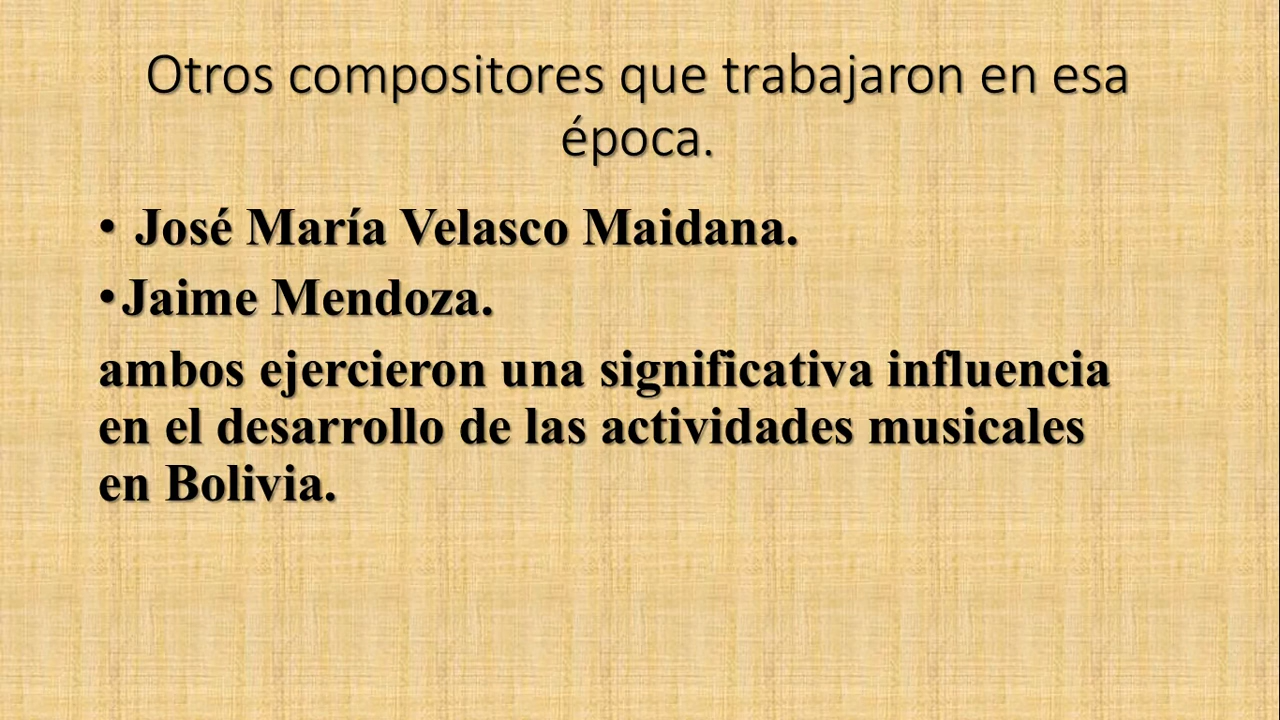 Otros compositores que trabajaron en esa
época.
• José María Velasco Maidana.
•Jaime Mendoza.
ambos ejercieron una significativa influencia
en el desarrollo de las actividades musicales
en Bolivia.